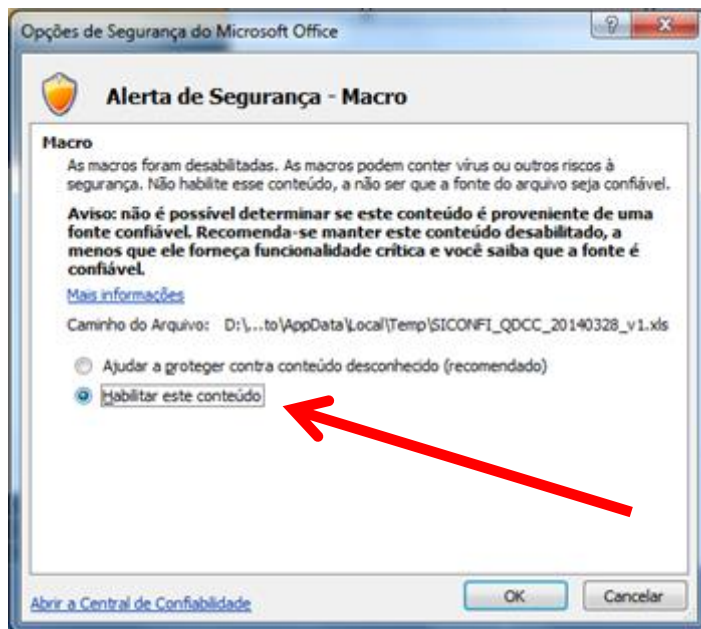 Opções de Segurança do Microsoft Office
Alerta de Segurança - Macro
Macro
As macros foram desabilitadas. As macros podem conter vírus ou outros riscos à
segurança. Não habilite esse conteúdo, a não ser que a fonte do arquivo seja confiável.
Aviso: não é possível determinar se este conteúdo é proveniente de uma
fonte confiável. Recomenda-se manter este conteúdo desabilitado, a
menos que ele forneça funcionalidade crítica e você saiba que a fonte é
confiável.
Mais informações
Caminho do Arquivo: D:\...to\AppData\Local\Temp\SICONFI_QDCC_20140328_v1.xls
Ajudar a proteger contra conteúdo desconhecido (recomendado)
Habilitar este conteúdo
Abrir a Central de Confiabilidade
OK
Cancelar